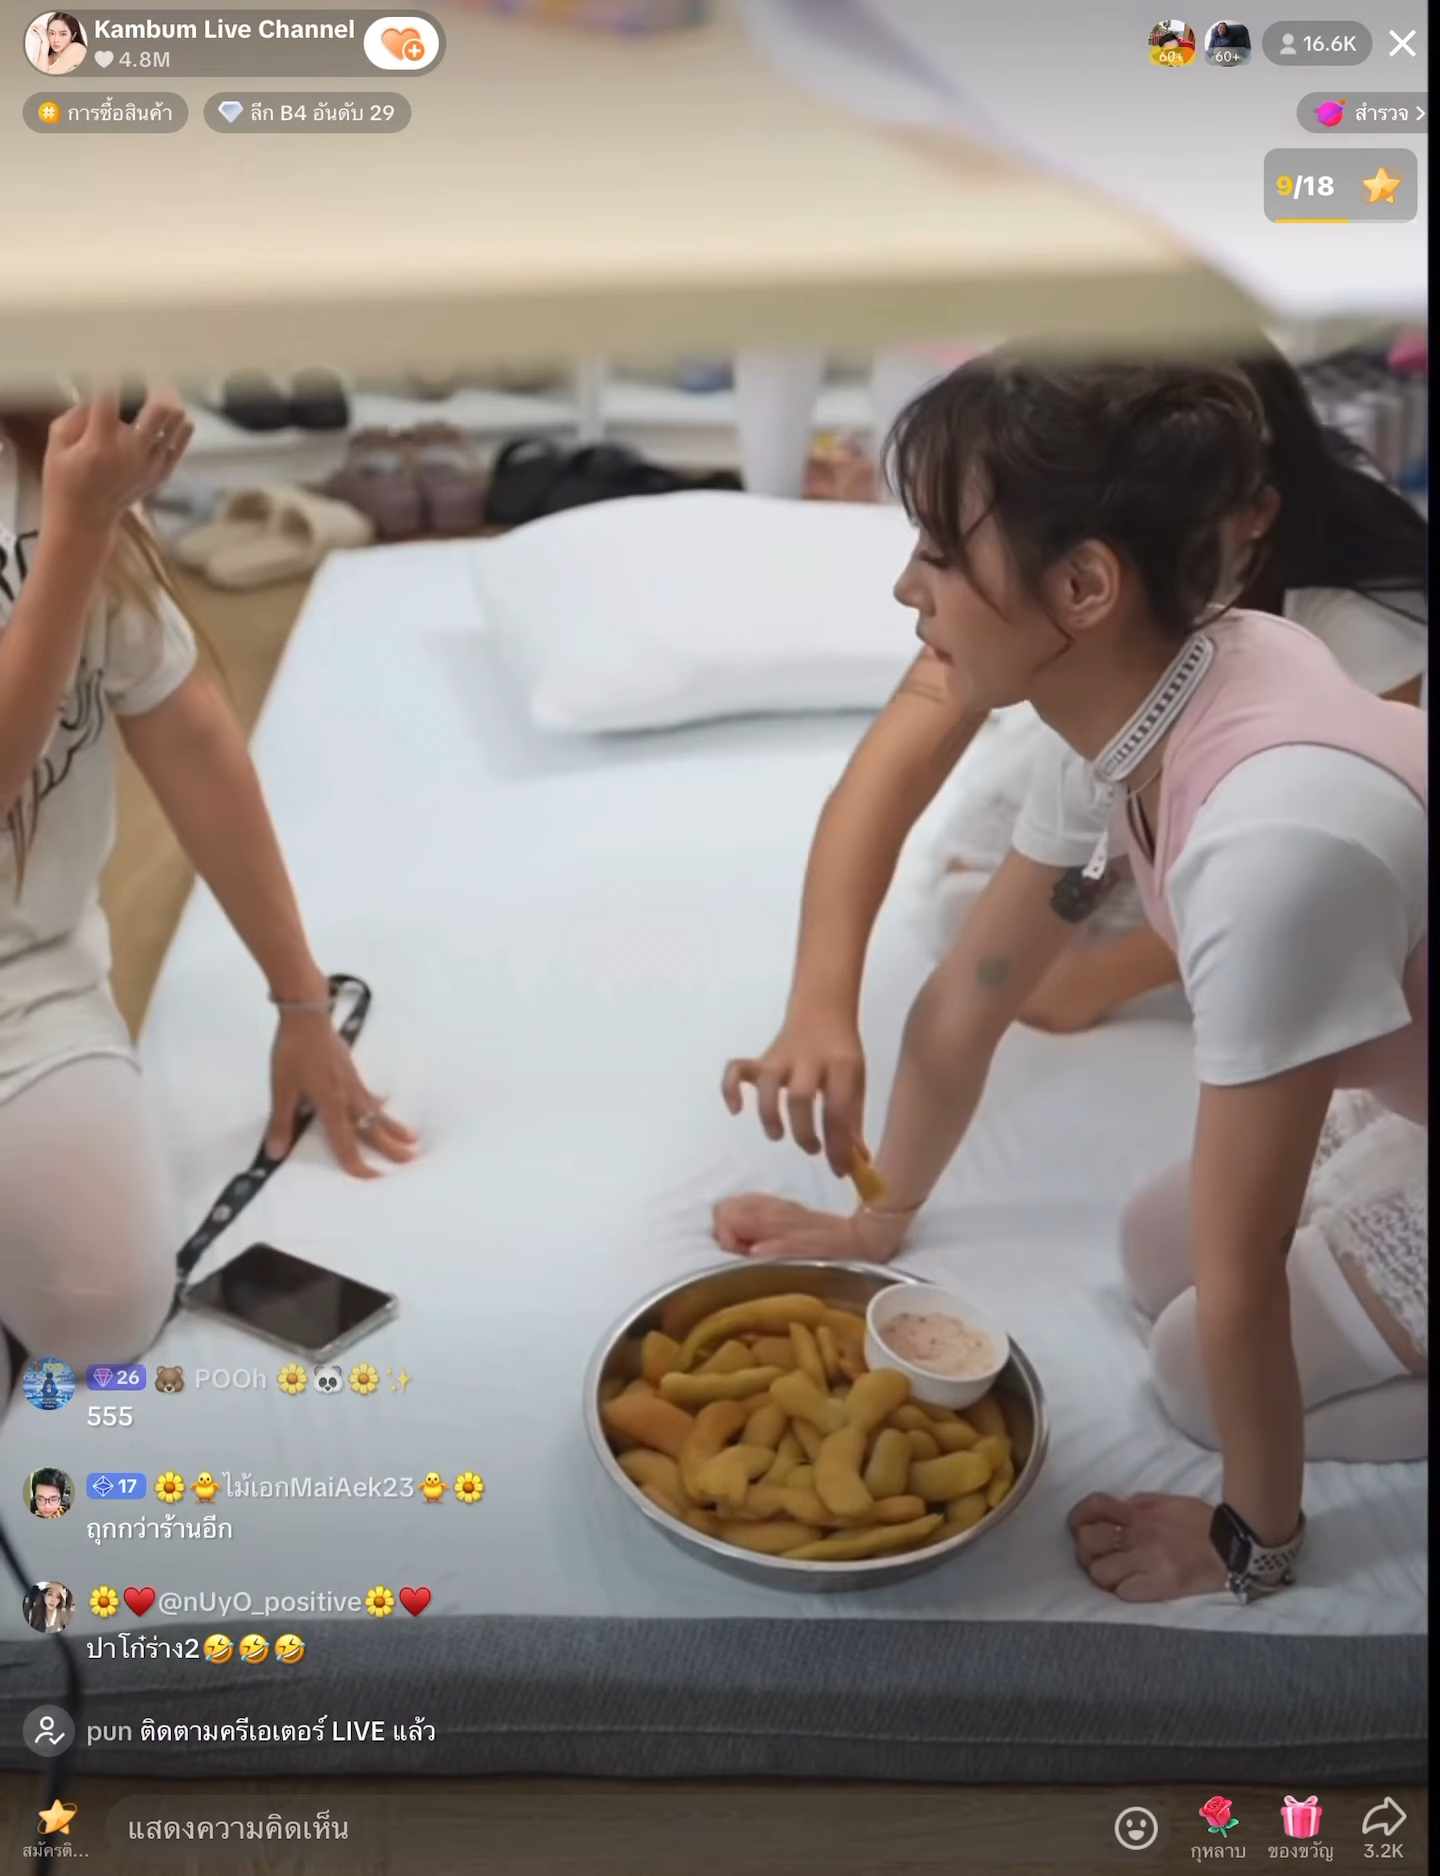 Kambum Live Channel
4.8M
60+
60+
16.6K
การซื้อสินค้า
ลีก B4 อันดับ 29
สำรวจ
9/18
26 POOh
555
17 ไม้เอกMaiAek23
ถูกกว่าร้านอีก
@nUyO_positive
ปาโก๋ร่าง2
pun ติดตามครีเอเตอร์ LIVE แล้ว
สมัครติ...
แสดงความคิดเห็น
กุหลาบ
ของขวัญ
3.2K